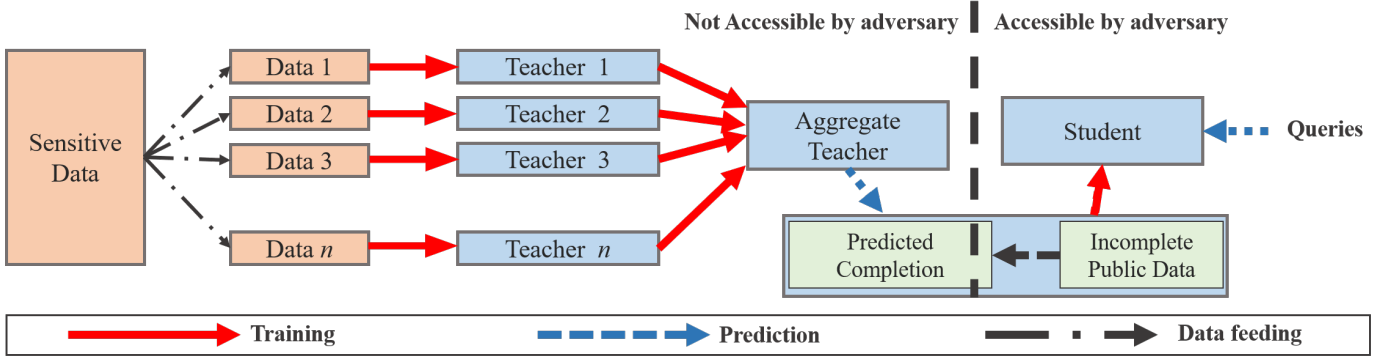 Not Accessible by adversary
Accessible by adversary
Sensitive
Data
Data 1
Teacher 1
Data 2
Teacher 2
Data 3
Teacher 3
Data n
Teacher n
Aggregate
Teacher
Student
Queries
Predicted
Completion
Incomplete
Public Data
Training
Prediction
Data feeding